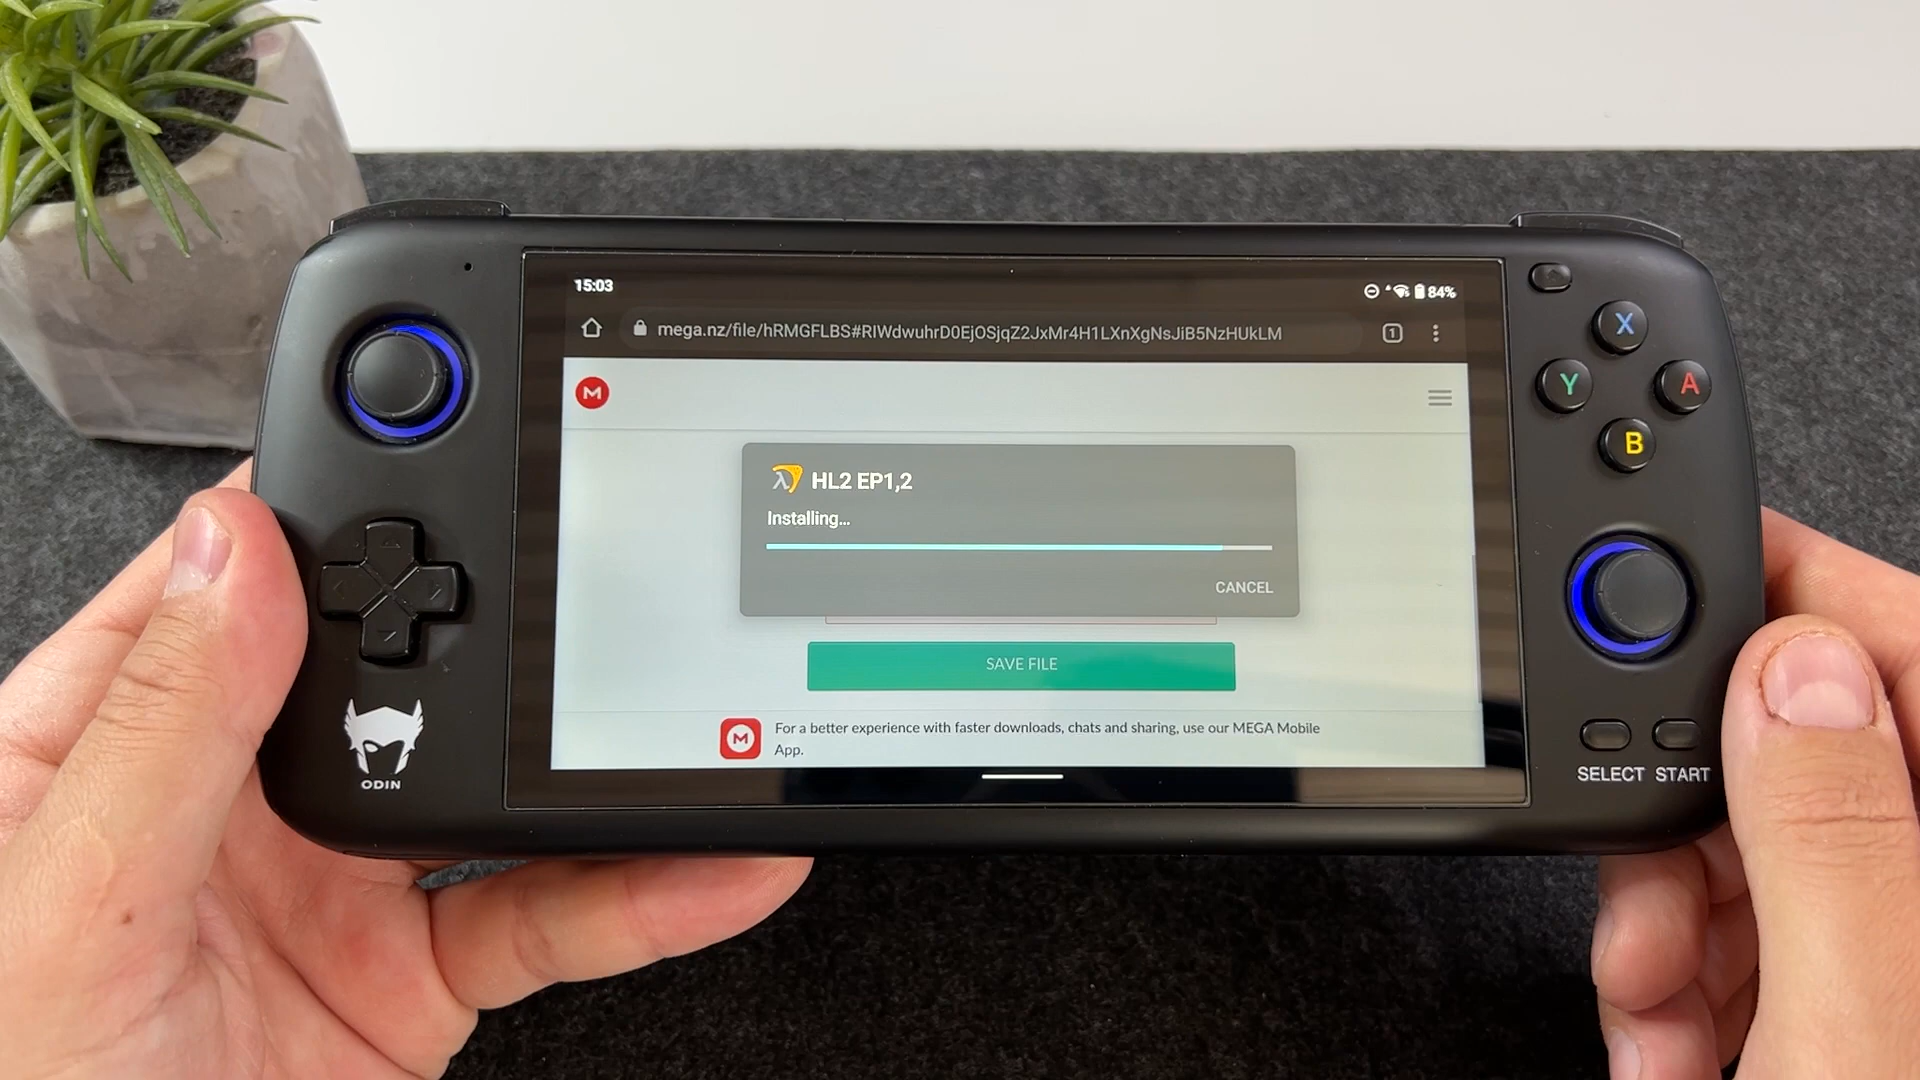 15:03
84%
mega.nz/file/hRMGFLBS#RIWdwuhrD0EjOSjqZ2JxMr4H1LXnXgNsJiB5NzHUkLM
1
M
HL2 EP1,2
Installing...
CANCEL
SAVE FILE
M
For a better experience with faster downloads, chats and sharing, use our MEGA Mobile
App.
X
Y
A
B
ODIN
SELECT START